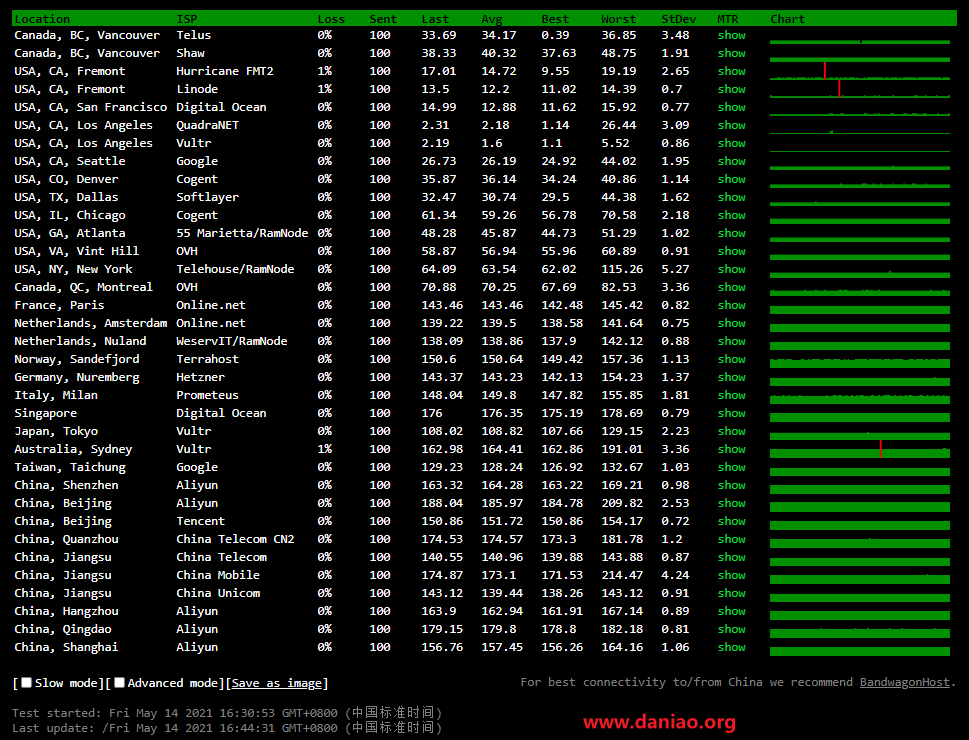 Location ISP Loss Sent Last Avg Best Worst StDev MTR Chart
Canada, BC, Vancouver Telus 0% 100 33.69 34.17 0.39 36.85 3.48 show
Canada, BC, Vancouver Shaw 0% 100 38.33 40.32 37.63 48.75 1.91 show
USA, CA, Fremont Hurricane FMT2 1% 100 17.01 14.72 9.55 19.19 2.65 show
USA, CA, Fremont Linode 1% 100 13.5 12.2 11.02 14.39 0.7 show
USA, CA, San Francisco Digital Ocean 0% 100 14.99 12.88 11.62 15.92 0.77 show
USA, CA, Los Angeles QuadraNET 0% 100 2.31 2.18 1.14 26.44 3.09 show
USA, CA, Los Angeles Vultr 0% 100 2.19 1.6 1.1 5.52 0.86 show
USA, CA, Seattle Google 0% 100 26.73 26.19 24.92 44.02 1.95 show
USA, CO, Denver Cogent 0% 100 35.87 36.14 34.24 40.86 1.14 show
USA, TX, Dallas Softlayer 0% 100 32.47 30.74 29.5 44.38 1.62 show
USA, IL, Chicago Cogent 0% 100 61.34 59.26 56.78 70.58 2.18 show
USA, GA, Atlanta 55 Marietta/RamNode 0% 100 48.28 45.87 44.73 51.29 1.02 show
USA, VA, Vint Hill OVH 0% 100 58.87 56.94 55.96 60.89 0.91 show
USA, NY, New York Telehouse/RamNode 0% 100 64.09 63.54 62.02 115.26 5.27 show
Canada, QC, Montreal OVH 0% 100 70.88 70.25 67.69 82.53 3.36 show
France, Paris Online.net 0% 100 143.46 143.46 142.48 145.42 0.82 show
Netherlands, Amsterdam Online.net 0% 100 139.22 139.5 138.58 141.64 0.75 show
Netherlands, Nuland WeservIT/RamNode 0% 100 138.09 138.86 137.9 142.12 0.88 show
Norway, Sandefjord Terrahost 0% 100 150.6 150.64 149.42 157.36 1.13 show
Germany, Nuremberg Hetzner 0% 100 143.37 143.23 142.13 154.23 1.37 show
Italy, Milan Prometeus 0% 100 148.04 149.8 147.82 155.85 1.81 show
Singapore Digital Ocean 0% 100 176 176.35 175.19 178.69 0.79 show
Japan, Tokyo Vultr 0% 100 108.02 108.82 107.66 129.15 2.23 show
Australia, Sydney Vultr 1% 100 162.98 164.41 162.86 191.01 3.36 show
Taiwan, Taichung Google 0% 100 129.23 128.24 126.92 132.67 1.03 show
China, Shenzhen Aliyun 0% 100 163.32 164.28 163.22 169.21 0.98 show
China, Beijing Aliyun 0% 100 188.04 185.97 184.78 209.82 2.53 show
China, Beijing Tencent 0% 100 150.86 151.72 150.86 154.17 0.72 show
China, Quanzhou China Telecom CN2 0% 100 174.53 174.57 173.3 181.78 1.2 show
China, Jiangsu China Telecom 0% 100 140.55 140.96 139.88 143.88 0.87 show
China, Jiangsu China Mobile 0% 100 174.87 173.1 171.53 214.47 4.24 show
China, Jiangsu China Unicom 0% 100 143.12 139.44 138.26 143.12 0.91 show
China, Hangzhou Aliyun 0% 100 163.9 162.94 161.91 167.14 0.89 show
China, Qingdao Aliyun 0% 100 179.15 179.8 178.8 182.18 0.81 show
China, Shanghai Aliyun 0% 100 156.76 157.45 156.26 164.16 1.06 show
[ Slow mode][ Advanced mode][Save as image] For best connectivity to/from China we recommend BandwagonHost.
Test started: Fri May 14 2021 16:30:53 GMT+0800 (中国标准时间)
Last update: /Fri May 14 2021 16:44:31 GMT+0800 (中国标准时间)
www.daniao.org